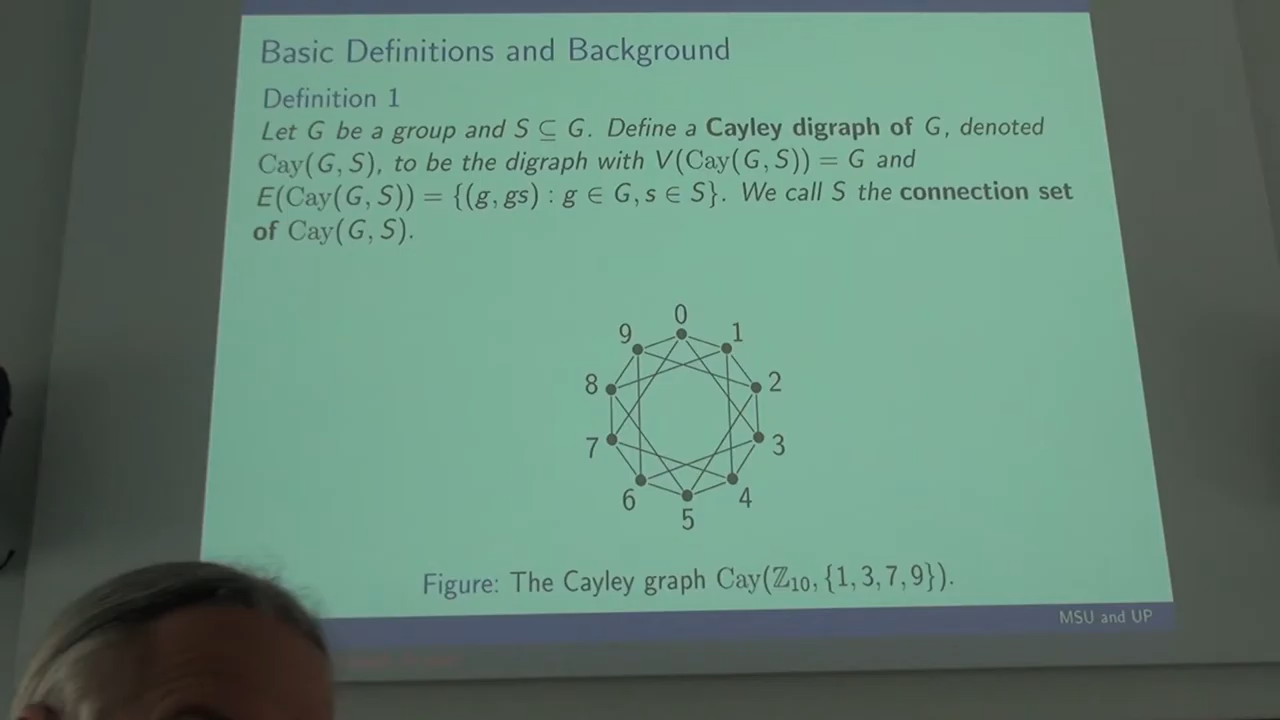 Basic Definitions and Background
Definition 1
Let G be a group and S ⊆ G. Define a Cayley digraph of G, denoted
Cay(G, S), to be the digraph with V(Cay(G, S)) = G and
E(Cay(G, S)) = {(g, gs) : g ∈ G, s ∈ S}. We call S the connection set
of Cay(G, S).
0
9 1
8 2
7 3
6 4
5
Figure: The Cayley graph Cay(ℤ₁₀, {1, 3, 7, 9}).
MSU and UP